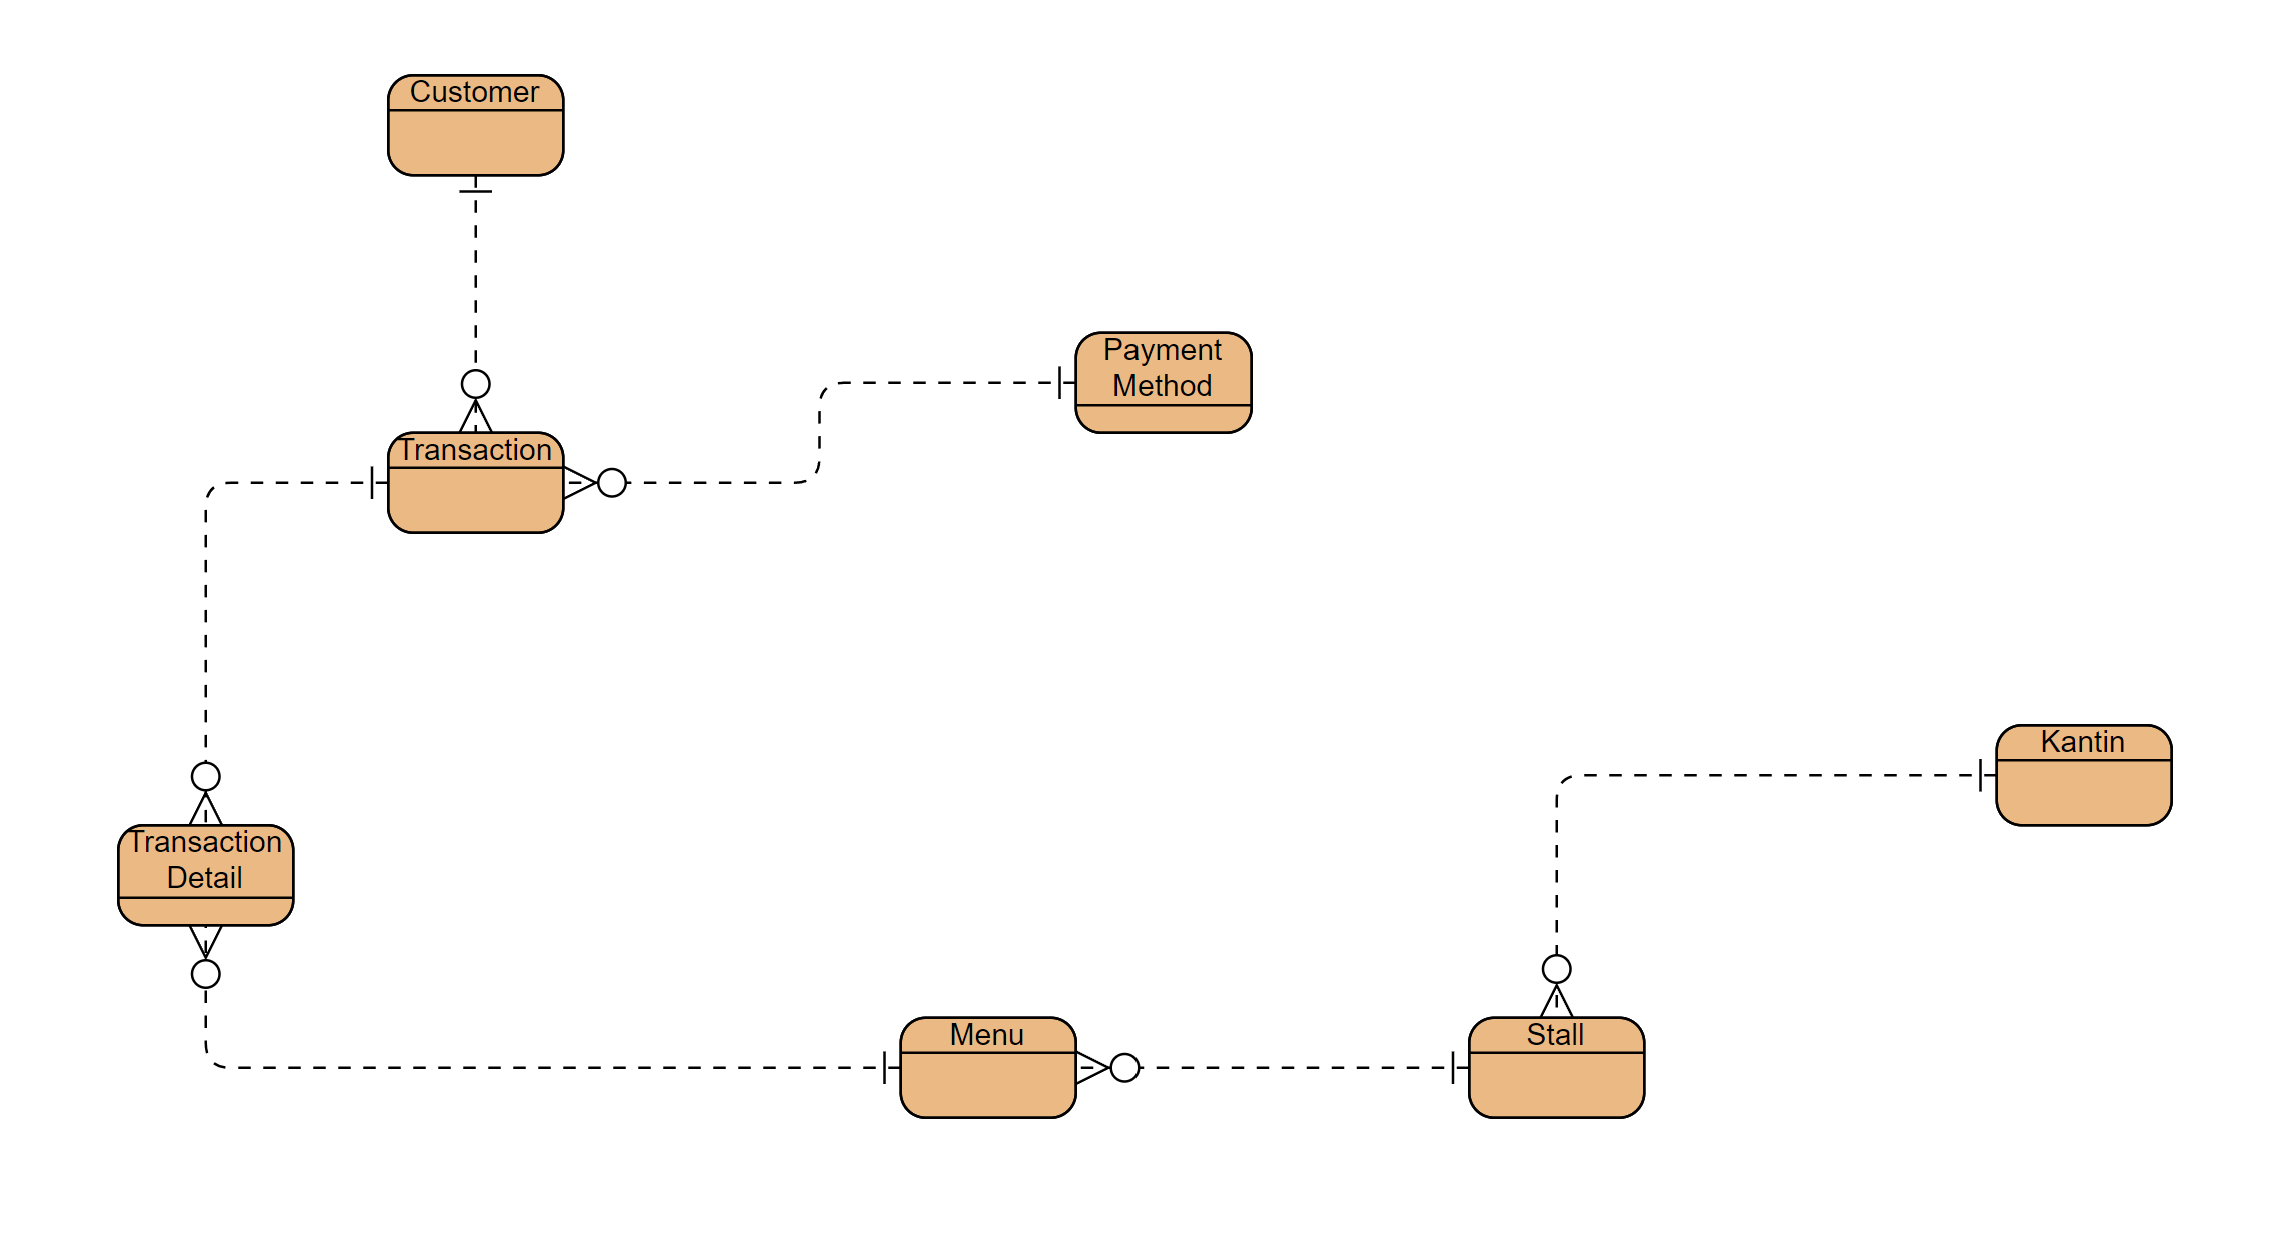 Customer
Payment
Method
Transaction
Kantin
Transaction
Detail
Menu
Stall